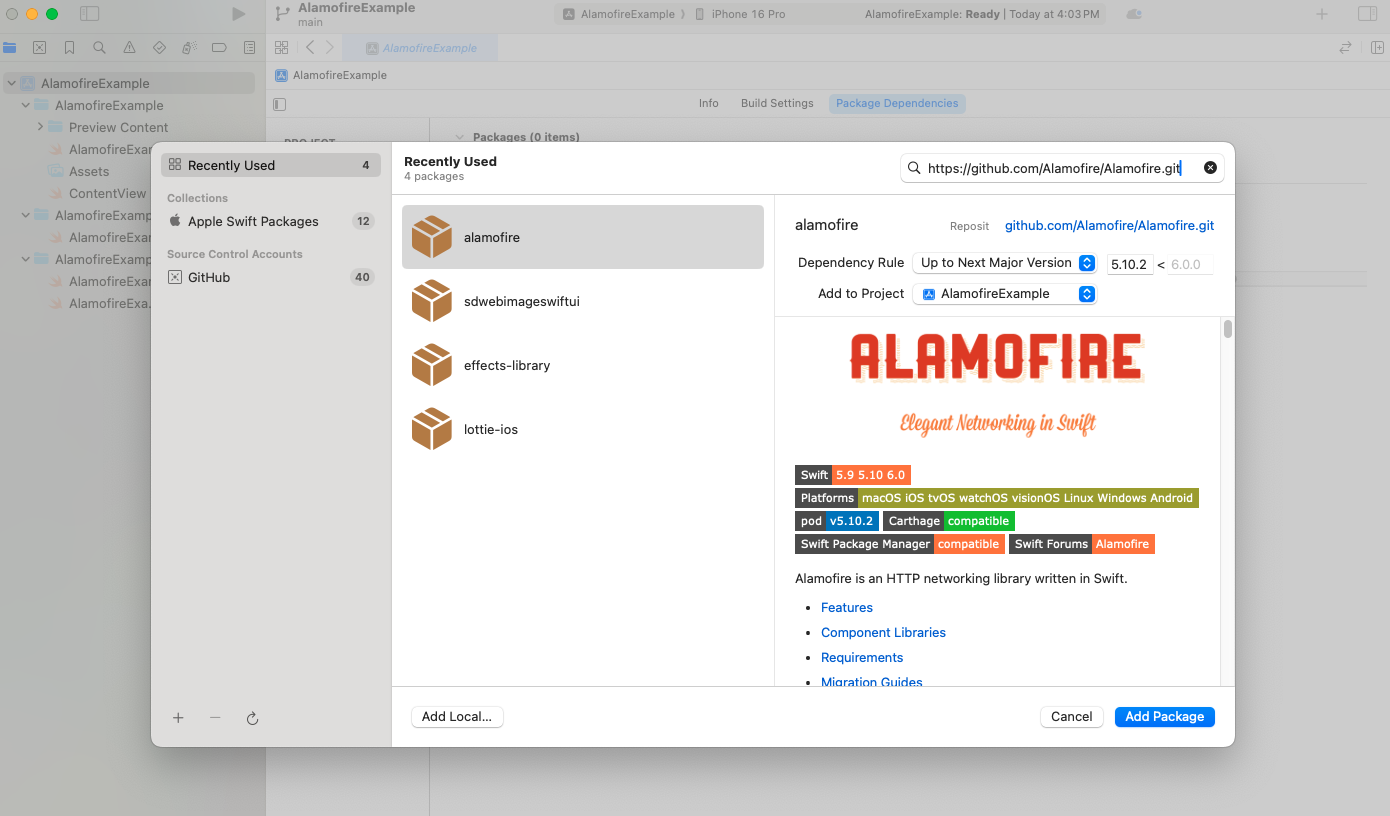 AlamofireExample
main
AlamofireExample
iPhone 16 Pro
AlamofireExample: Ready | Today at 4:03 PM
AlamofireExample
AlamofireExample
Info
Build Settings
Package Dependencies
PROJECT
Packages (0 items)
AlamofireExample
AlamofireExample
Preview Content
AlamofireExar
Assets
ContentView
AlamofireExamp
AlamofireExar
AlamofireExamp
AlamofireExar
AlamofireExa.
Recently Used 4
Collections
Apple Swift Packages 12
Source Control Accounts
GitHub 40
Recently Used
4 packages
https://github.com/Alamofire/Alamofire.git
alamofire
sdwebimageswiftui
effects-library
lottie-ios
alamofire
Reposit github.com/Alamofire/Alamofire.git
Dependency Rule Up to Next Major Version 5.10.2 < 6.0.0
Add to Project AlamofireExample
ALAMOFIRE
Elegant Networking in Swift
Swift 5.9 5.10 6.0
Platforms macOS iOS tvOS watchOS visionOS Linux Windows Android
pod v5.10.2 Carthage compatible
Swift Package Manager compatible Swift Forums Alamofire
Alamofire is an HTTP networking library written in Swift.
• Features
• Component Libraries
• Requirements
• Migration Guides
Add Local...
Cancel
Add Package